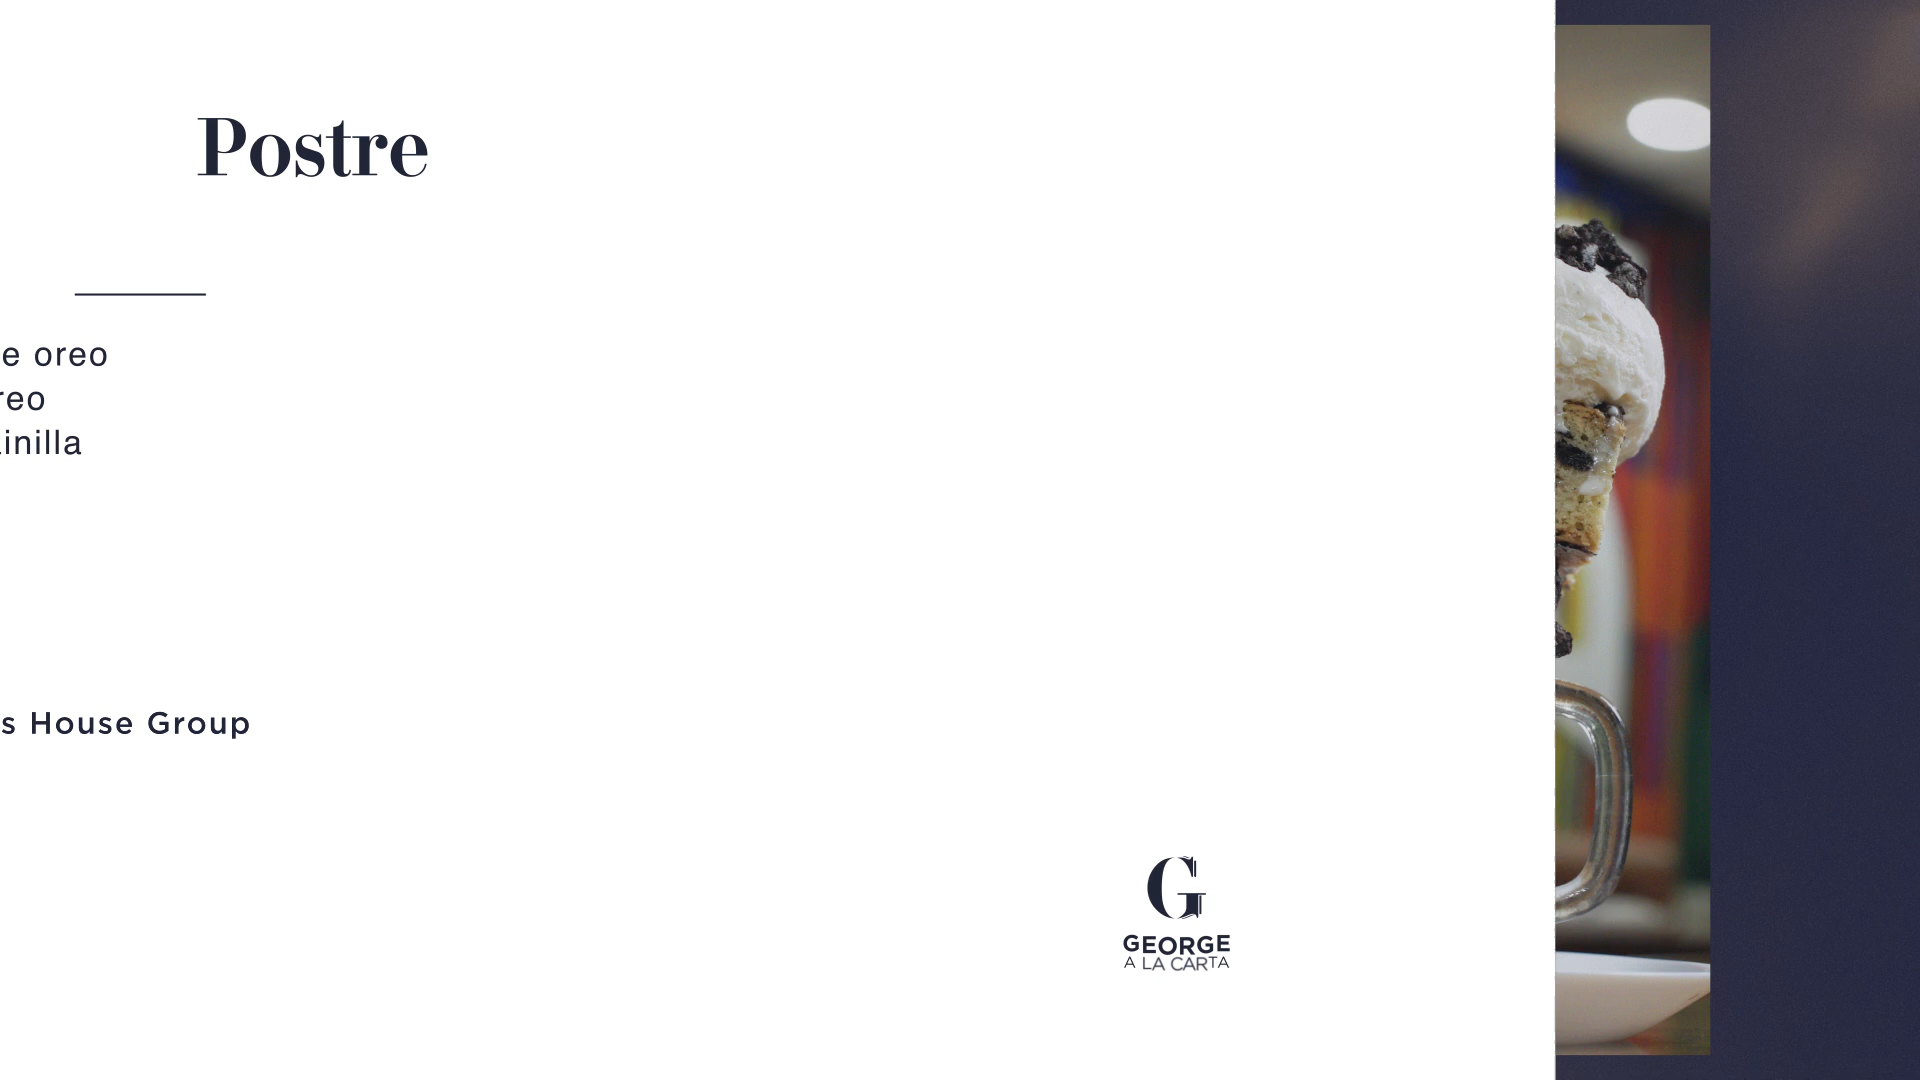 Postre
e oreo
reo
inilla
s House Group
G
GEORGE
A LA CARTA